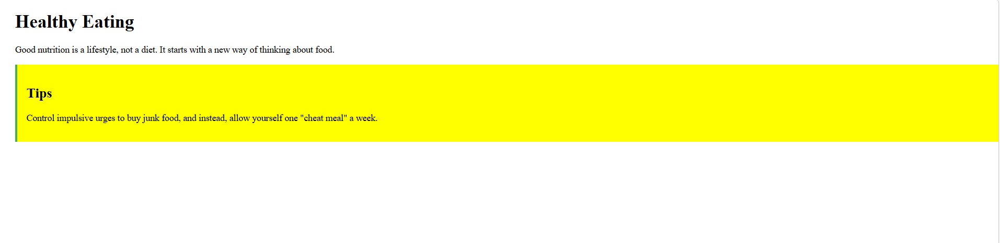 Healthy Eating
Good nutrition is a lifestyle, not a diet. It starts with a new way of thinking about food.
Tips
Control impulsive urges to buy junk food, and instead, allow yourself one "cheat meal" a week.